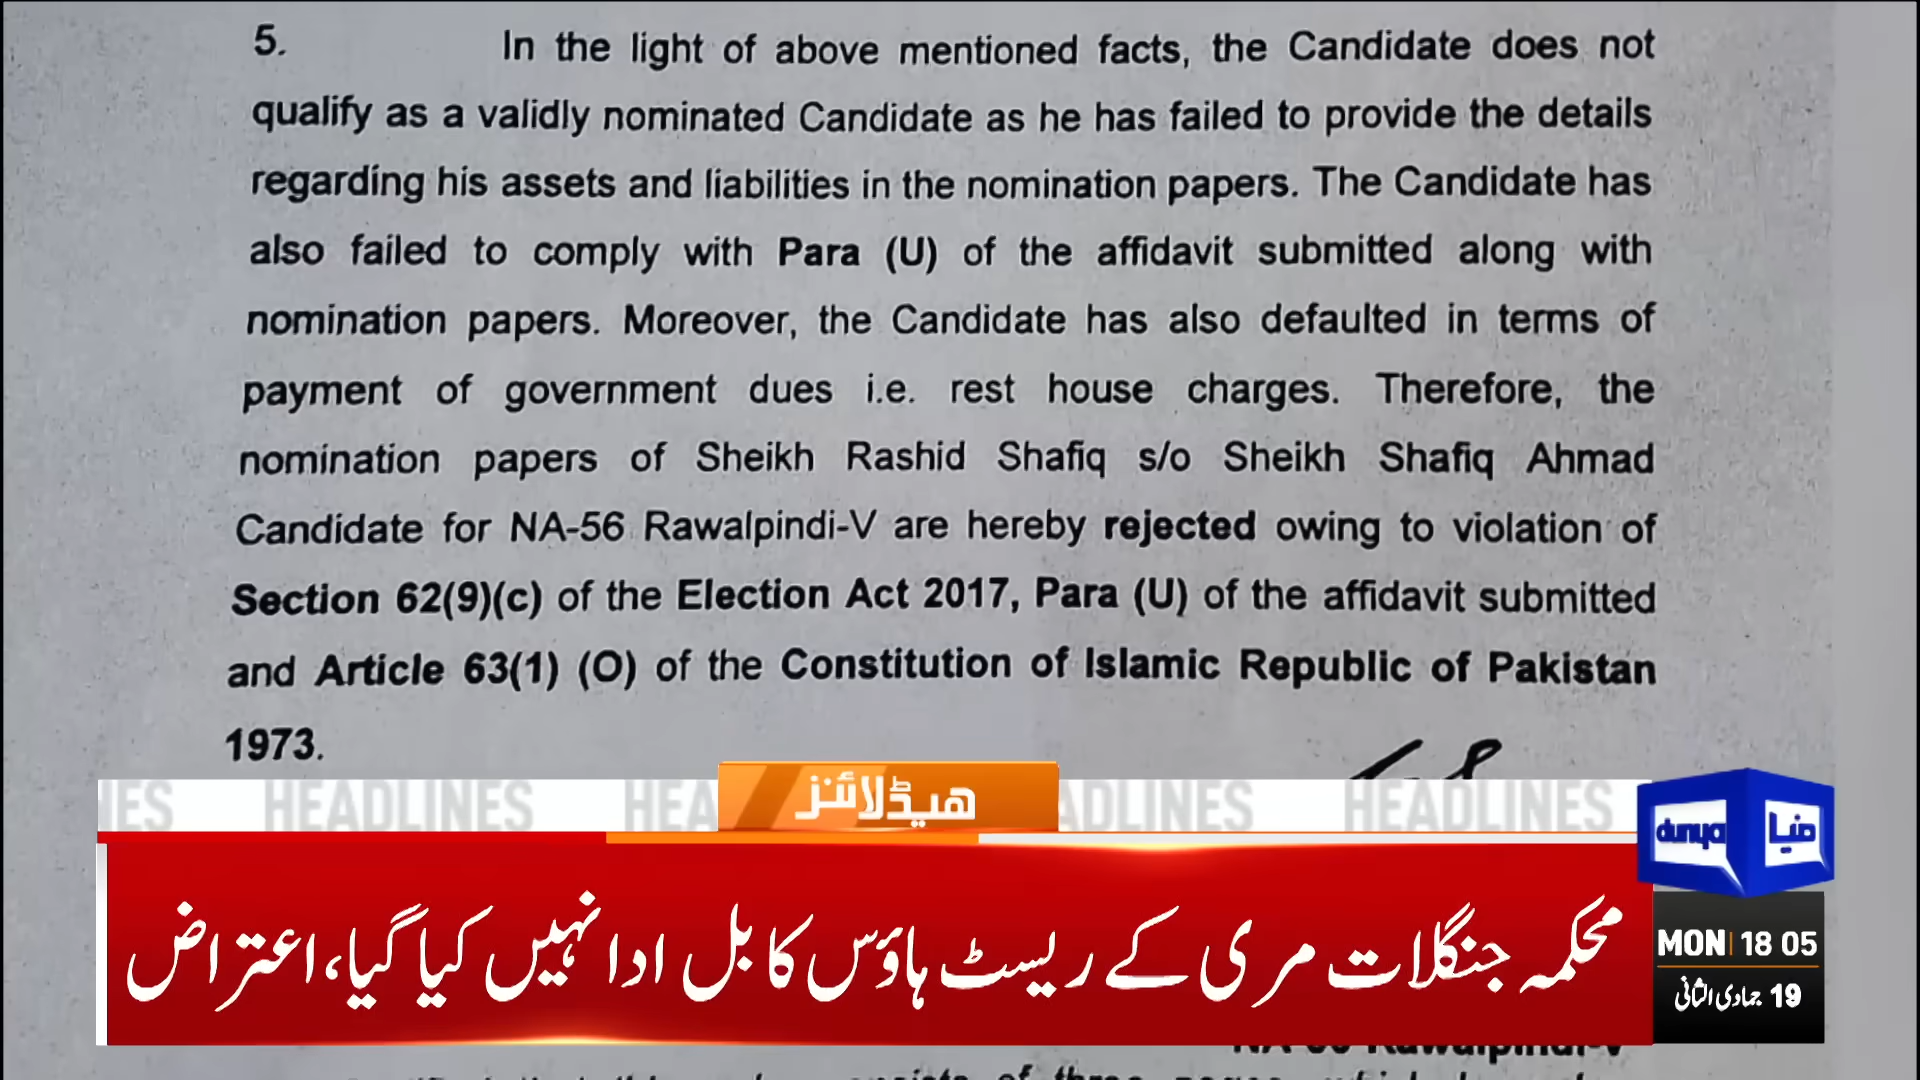 5. In the light of above mentioned facts, the Candidate does not
qualify as a validly nominated Candidate as he has failed to provide the details
regarding his assets and liabilities in the nomination papers. The Candidate has
also failed to comply with Para (U) of the affidavit submitted along with
nomination papers. Moreover, the Candidate has also defaulted in terms of
payment of government dues i.e. rest house charges. Therefore, the
nomination papers of Sheikh Rashid Shafiq s/o Sheikh Shafiq Ahmad
Candidate for NA-56 Rawalpindi-V are hereby rejected owing to violation of
Section 62(9)(c) of the Election Act 2017, Para (U) of the affidavit submitted
and Article 63(1) (O) of the Constitution of Islamic Republic of Pakistan
1973.
HEADLINES
ہیڈلائنز
HEADLINES
dunya دنیا
محکمہ جنگلات مری کے ریسٹ ہاؤس کا بل ادا نہیں کیا گیا، اعتراض
MON 18 05
19 جمادی الثانی